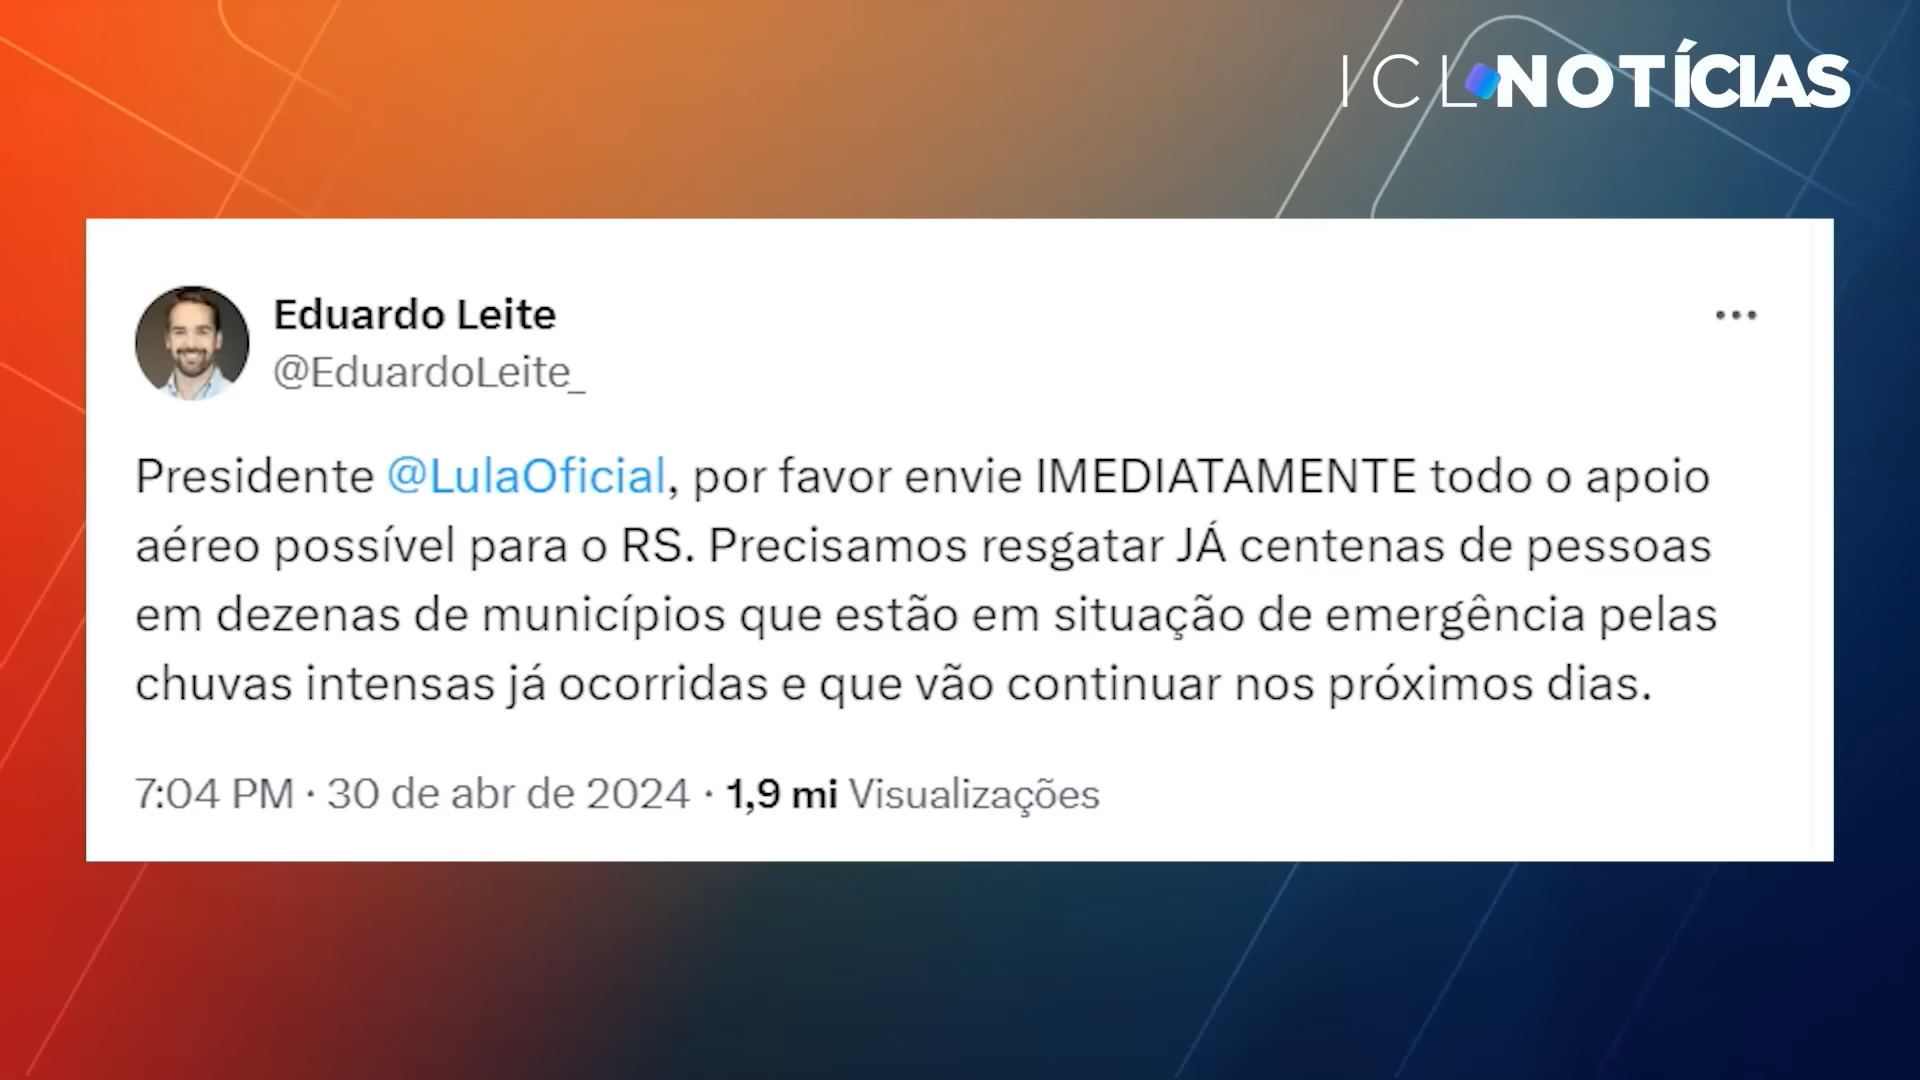 ICL NOTÍCIAS
Eduardo Leite
@EduardoLeite_
Presidente @LulaOficial, por favor envie IMEDIATAMENTE todo o apoio
aéreo possível para o RS. Precisamos resgatar JÁ centenas de pessoas
em dezenas de municípios que estão em situação de emergência pelas
chuvas intensas já ocorridas e que vão continuar nos próximos dias.
7:04 PM · 30 de abr de 2024 · 1,9 mi Visualizações